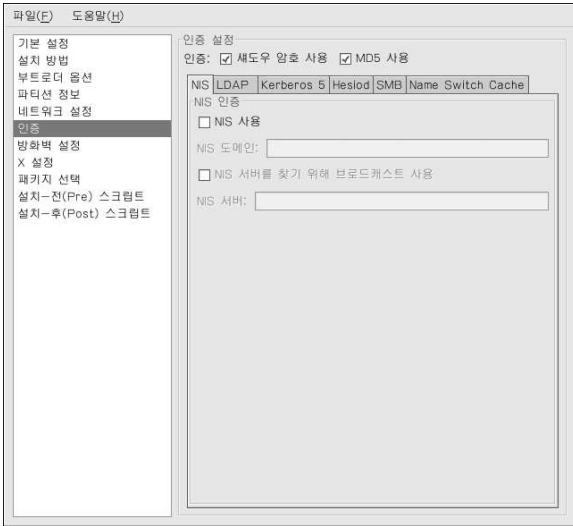 파일(F) 도움말(H)
기본 설정
설치 방법
부트로더 옵션
파티션 정보
네트워크 설정
인증
방화벽 설정
X 설정
패키지 선택
설치-전(Pre) 스크립트
설치-후(Post) 스크립트
인증 설정
인증: 섀도우 암호 사용 MD5 사용
NIS LDAP Kerberos 5 Hesiod SMB Name Switch Cache
NIS 인증
NIS 사용
NIS 도메인:
NIS 서버를 찾기 위해 브로드캐스트 사용
NIS 서버: